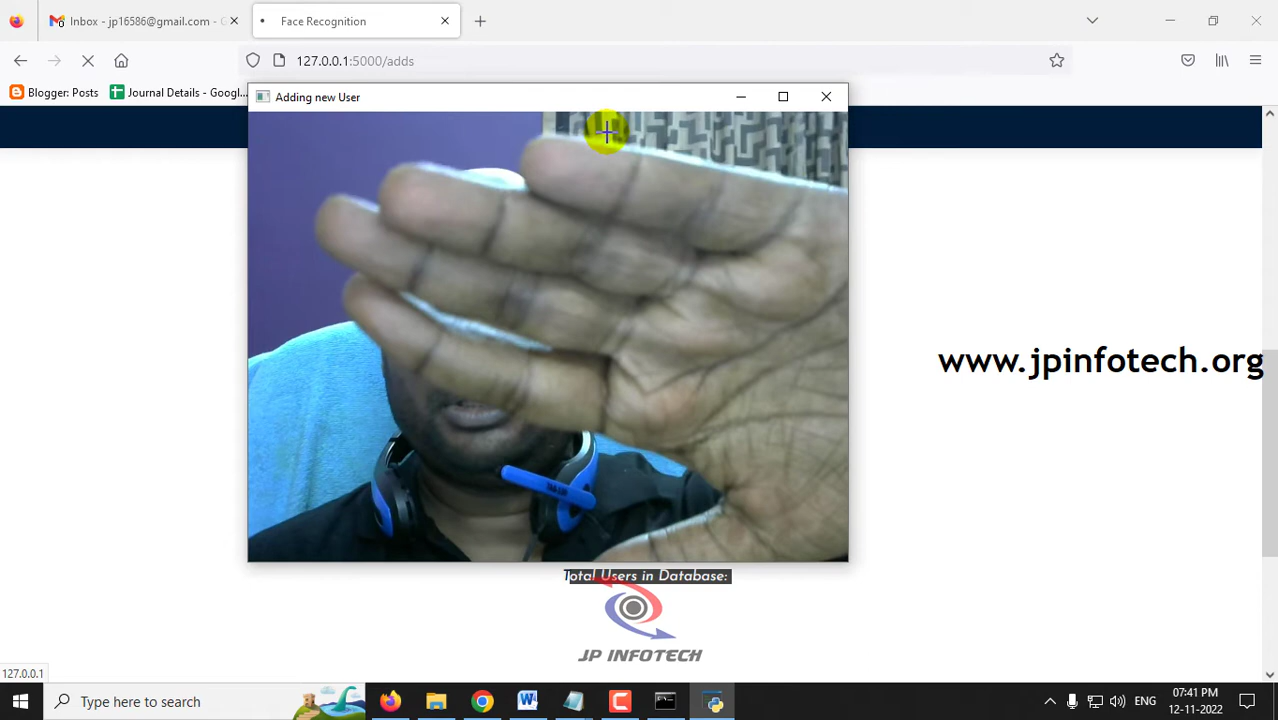 Inbox - jp16586@gmail.com - G
Face Recognition
127.0.0.1:5000/adds
Blogger: Posts
Journal Details - Googl...
Adding new User
www.jpinfotech.org
Total Users in Database:
JP INFOTECH
127.0.0.1
Type here to search
ENG
07:41 PM
12-11-2022